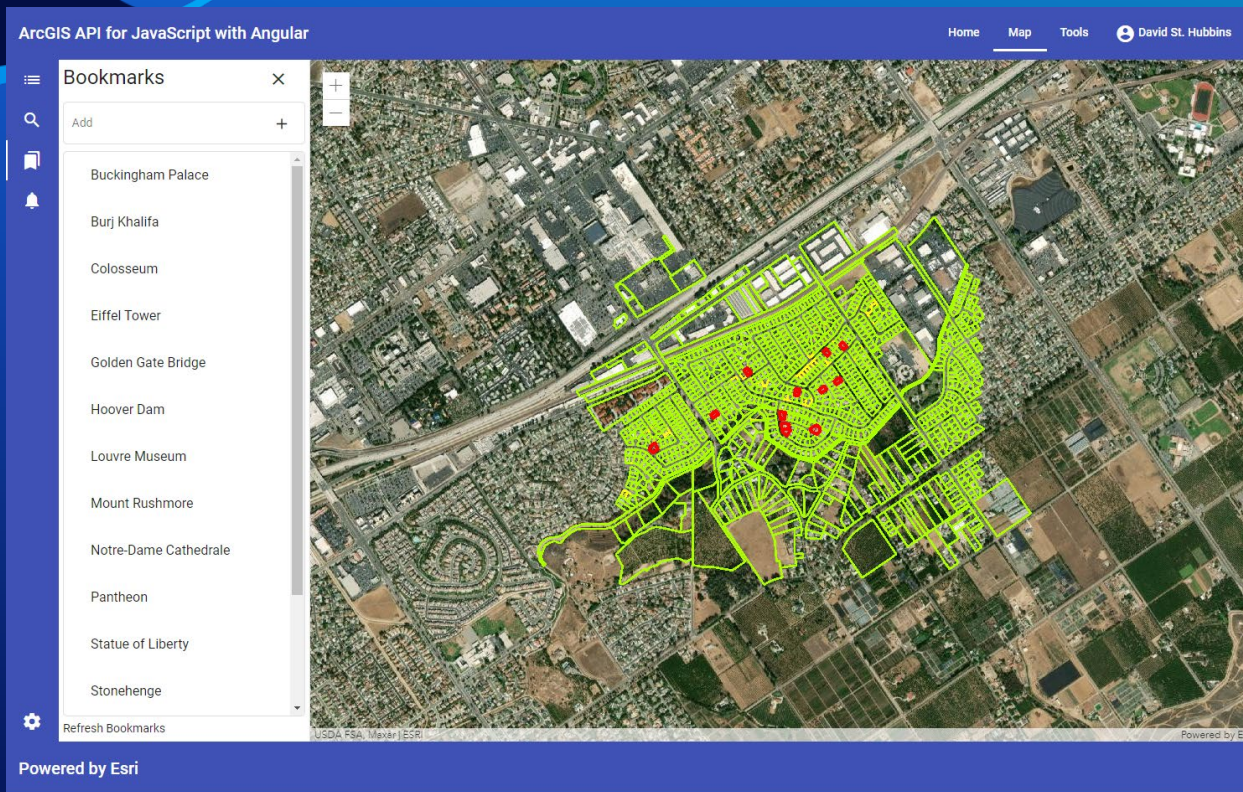 ArcGIS API for JavaScript with Angular
Home Map Tools David St. Hubbins
Bookmarks
Add
Buckingham Palace
Burj Khalifa
Colosseum
Eiffel Tower
Golden Gate Bridge
Hoover Dam
Louvre Museum
Mount Rushmore
Notre-Dame Cathedrale
Pantheon
Statue of Liberty
Stonehenge
Refresh Bookmarks
USDA FSA, Maxar | ESRI
Powered by E
Powered by Esri